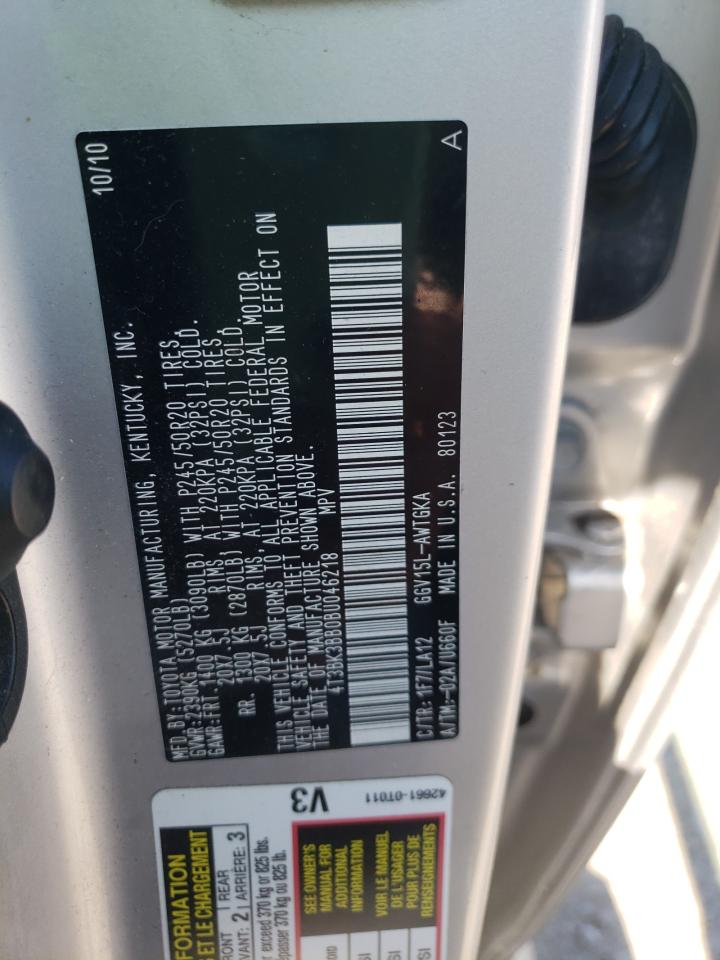 10/10
MFD.BY:TOYOTA MOTOR MANUFACTURING, KENTUCKY, INC.
GVWR:2390KG(5270LB)
GAWR:FRT.1400 KG (3090LB) WITH P245/50R20 TIRES,
20X7.5J RIMS, AT 220KPA (32PSI) COLD.
RR. 1300 KG (2870LB) WITH P245/50R20 TIRES,
20X7.5J RIMS, AT 220KPA (32PSI) COLD.
THIS VEHICLE CONFORMS TO ALL APPLICABLE FEDERAL MOTOR
VEHICLE SAFETY AND THEFT PREVENTION STANDARDS IN EFFECT ON
THE DATE OF MANUFACTURE SHOWN ABOVE.
4T3BK3BB0BU046218 MPV
C/TR:1F7/LA12 GGV15L-AWTGKA
A/TM:-02A/U660F MADE IN U.S.A. 80123
A
V3
42661-0T011
FORMATION
ET LE CHARGEMENT
RONT
AVANT: 2
REAR
ARRIÈRE: 3
r exceed 370 kg or 825 lbs.
épasser 370 kg ou 825 lb.
SEE OWNER'S
MANUAL FOR
ADDITIONAL
INFORMATION
VOIR LE MANUEL
DE L'USAGER
POUR PLUS DE
RENSEIGNEMENTS